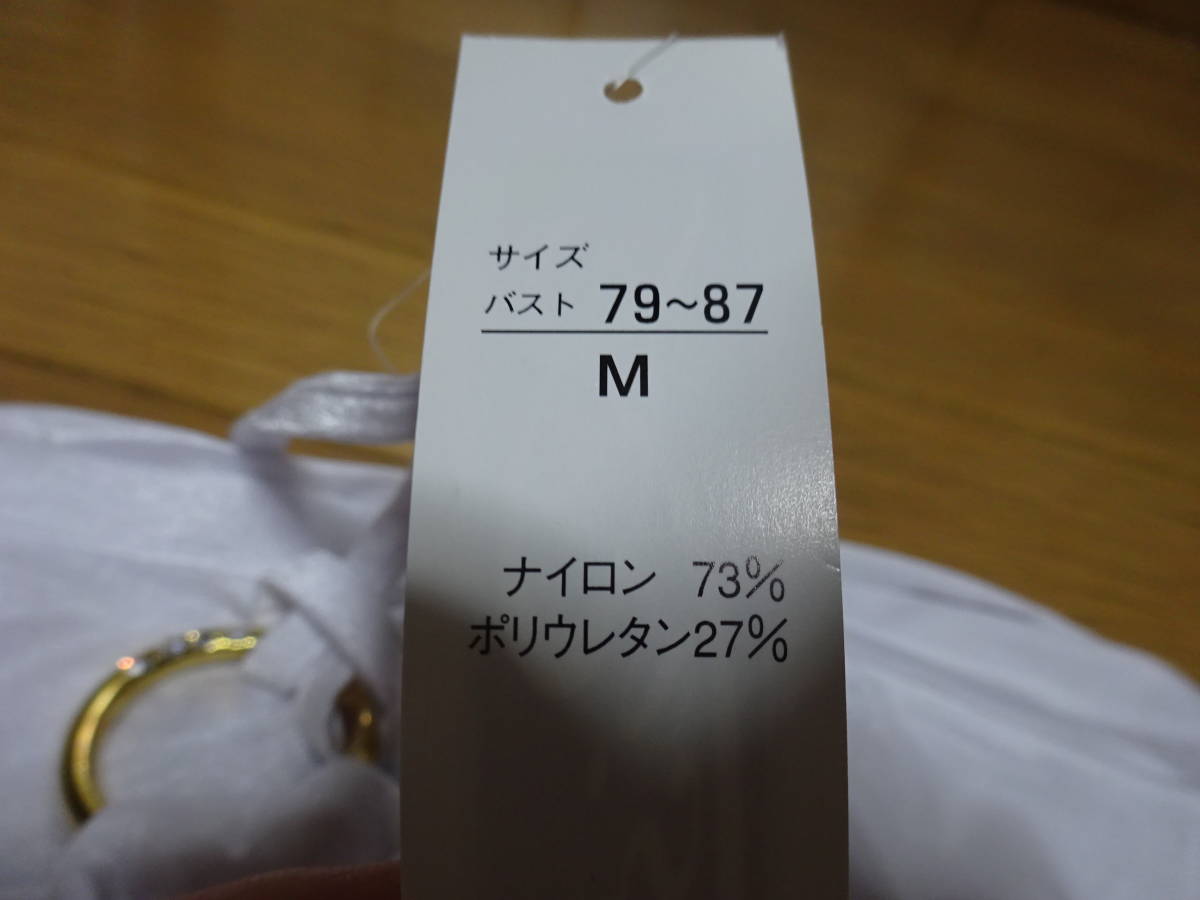 サイズ
バスト 79～87
M
ナイロン 73%
ポリウレタン27%